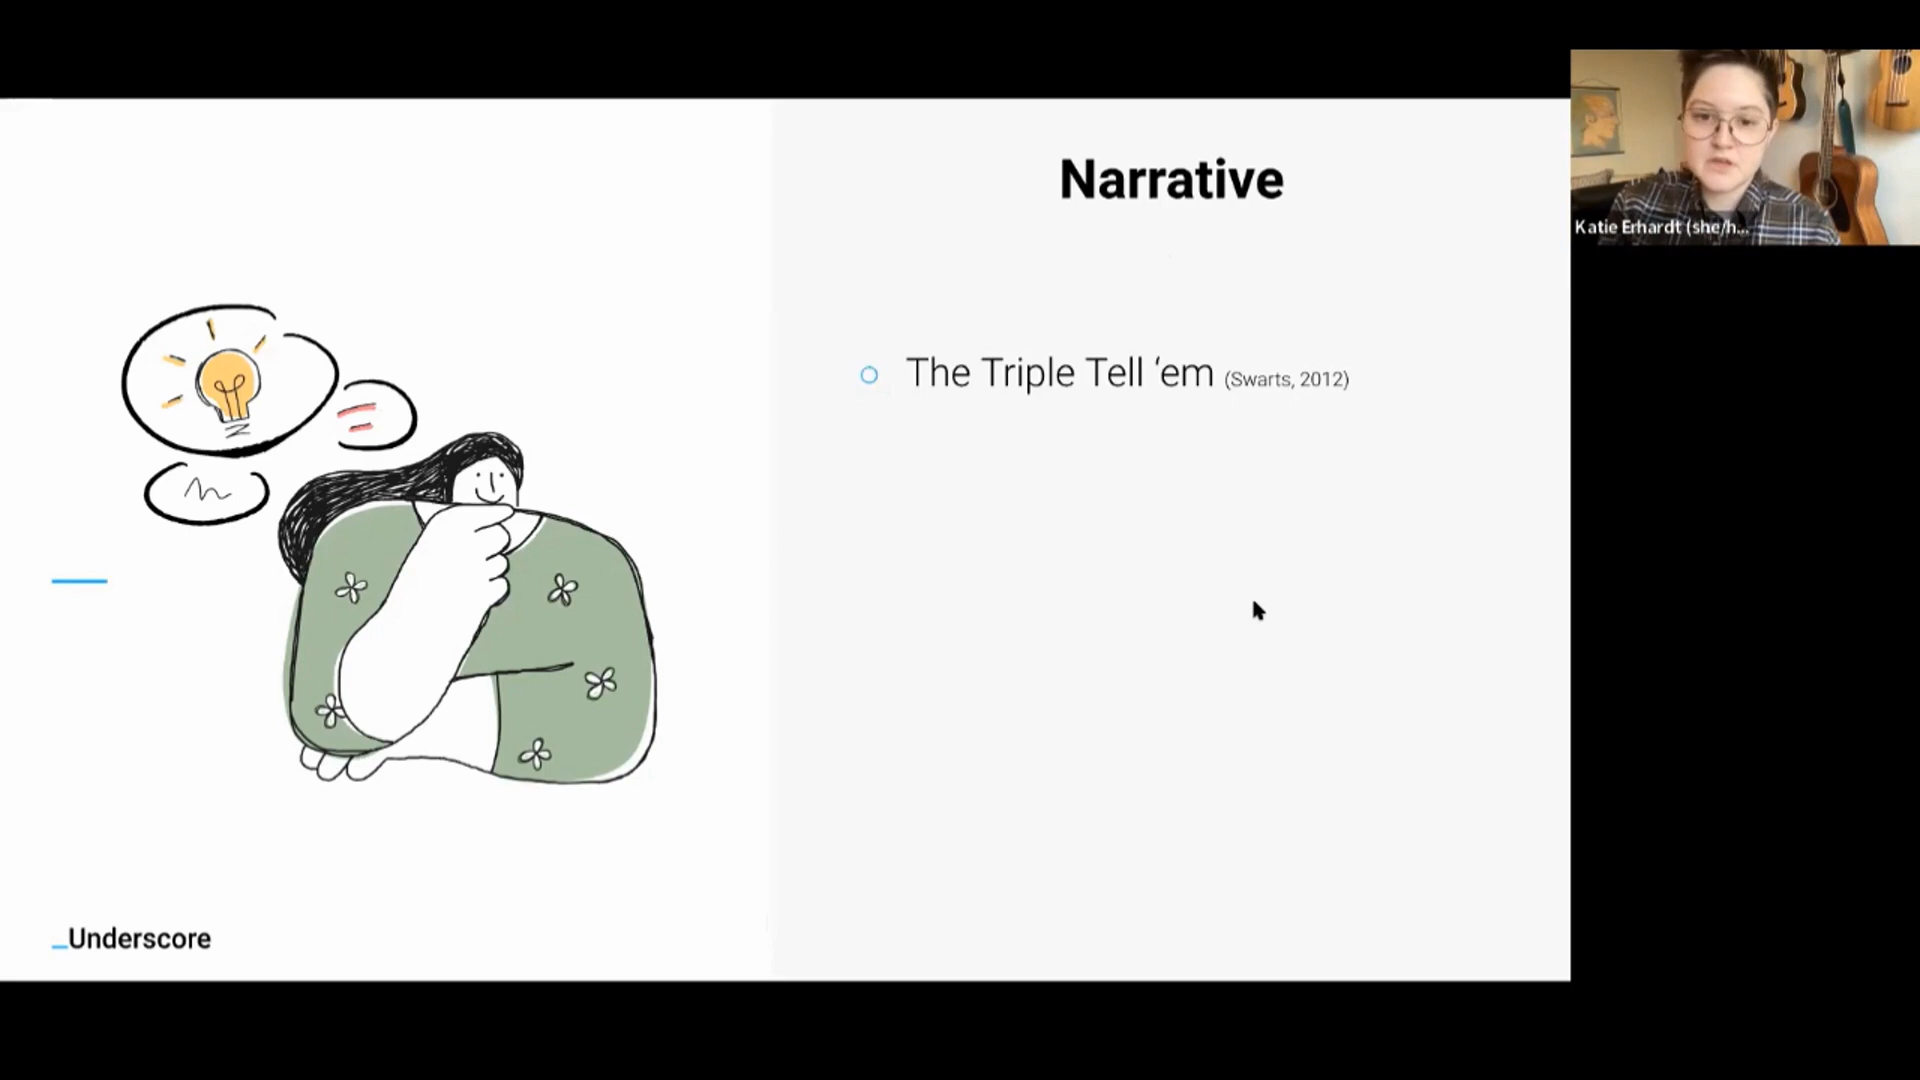 Narrative
The Triple Tell ‘em (Swarts, 2012)
_Underscore
Katie Erhardt (she/h...